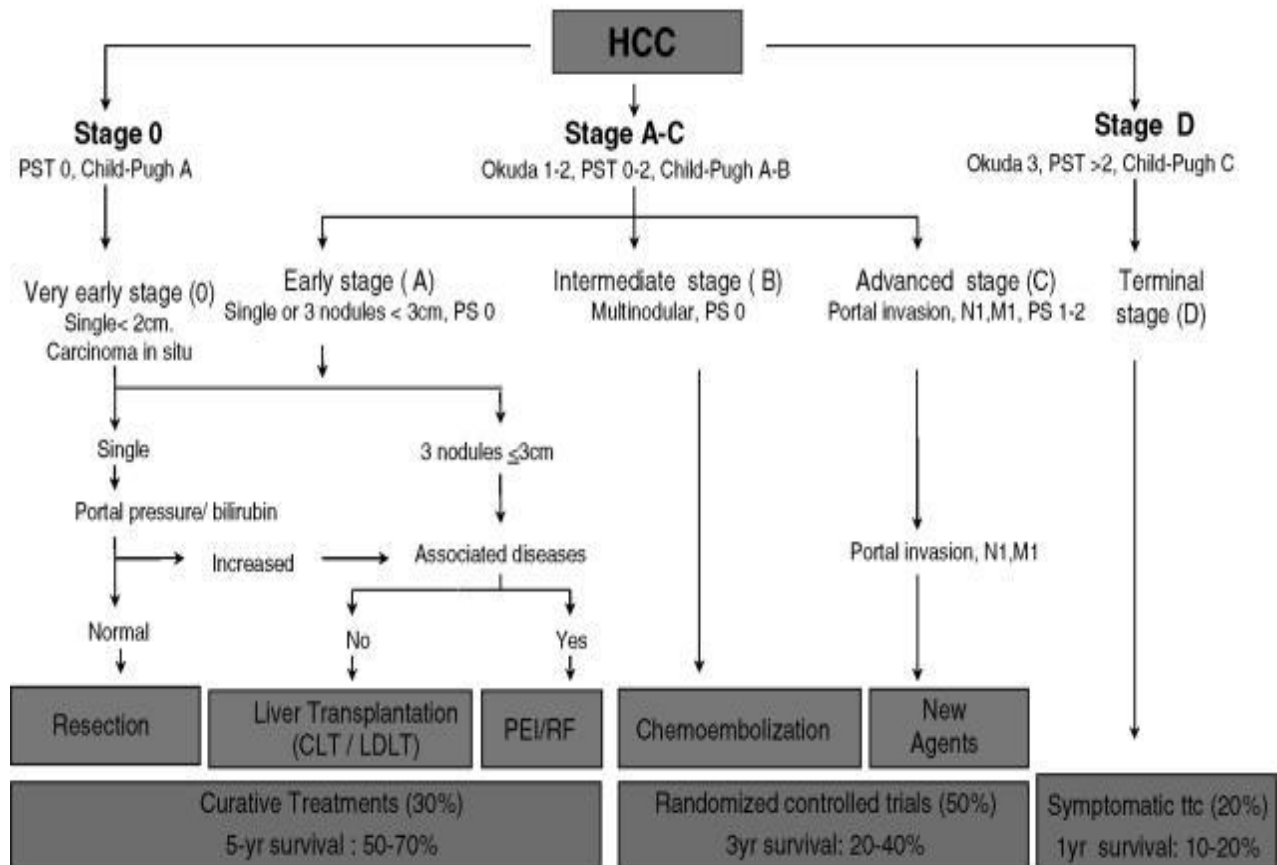 HCC
Stage 0
PST 0, Child-Pugh A
Stage A-C
Okuda 1-2, PST 0-2, Child-Pugh A-B
Stage D
Okuda 3, PST >2, Child-Pugh C
Very early stage (0)
Single< 2cm.
Carcinoma in situ
Early stage ( A)
Single or 3 nodules < 3cm, PS 0
Intermediate stage ( B)
Multinodular, PS 0
Advanced stage (C)
Portal invasion, N1,M1, PS 1-2
Terminal
stage (D)
Single
3 nodules ≤3cm
Portal pressure/ bilirubin
Increased
Associated diseases
Portal invasion, N1,M1
Normal
No
Yes
Resection
Liver Transplantation
(CLT / LDLT)
PEI/RF
Chemoembolization
New
Agents
Curative Treatments (30%)
5-yr survival : 50-70%
Randomized controlled trials (50%)
3yr survival: 20-40%
Symptomatic ttc (20%)
1yr survival: 10-20%